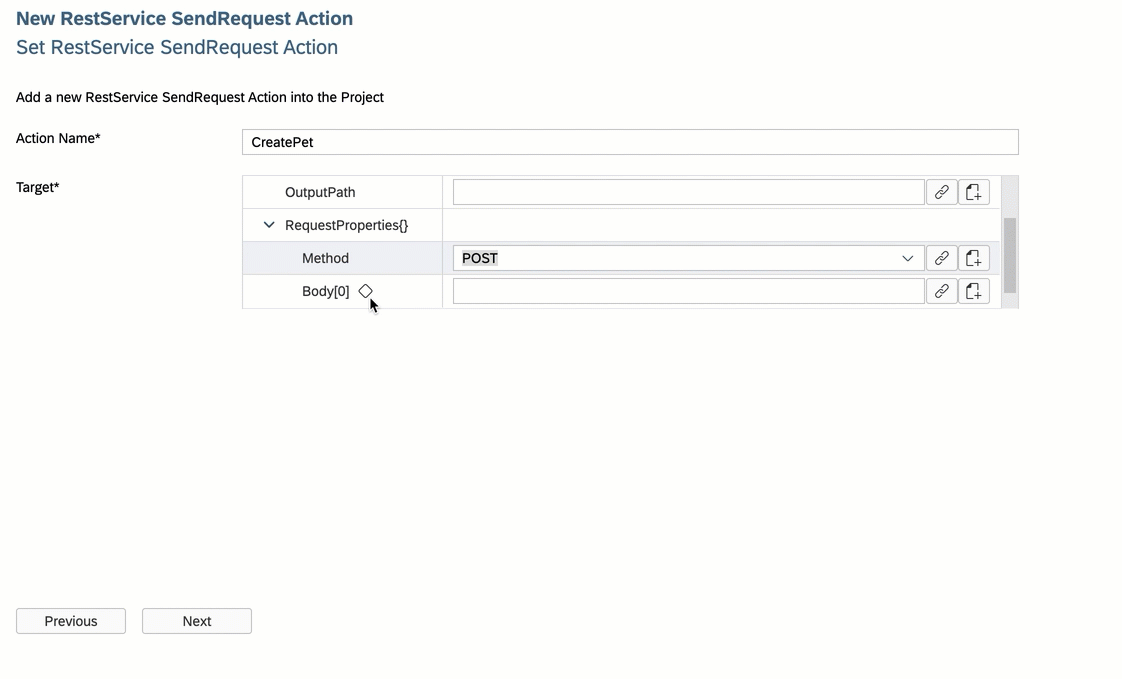 New RestService SendRequest Action
Set RestService SendRequest Action
Add a new RestService SendRequest Action into the Project
Action Name*
CreatePet
Target*
OutputPath
RequestProperties{}
Method
POST
Body[0]
Previous
Next